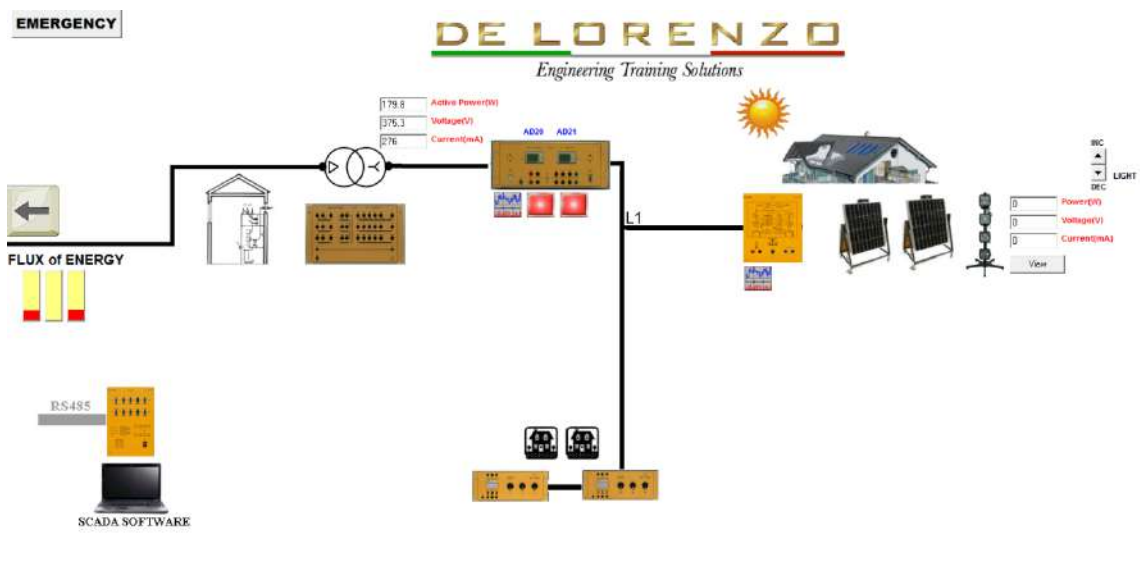 EMERGENCY
DE LORENZO
Engineering Training Solutions
179.8 Active Power(W)
375.3 Voltage(V)
276 Current(mA)
AD20 AD21
INC
LIGHT
DEC
0 Power(W)
0 Voltage(V)
0 Current(mA)
View
L1
FLUX of ENERGY
RS485
SCADA SOFTWARE